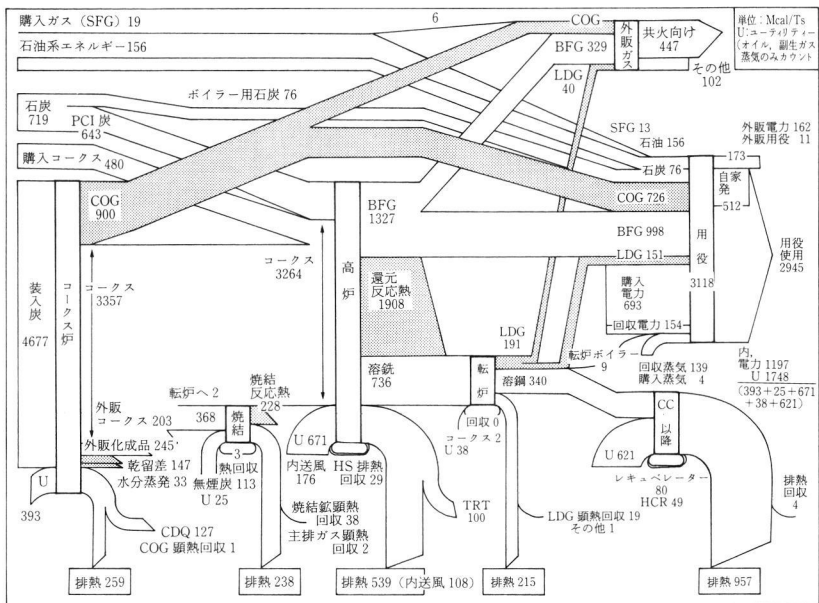 購入ガス（SFG）19
6
COG
石油系エネルギー156
BFG 329
外販ガス
共火向け
447
単位：Mcal/Ts
U：ユーティリティー
(オイル，副生ガス
蒸気のみカウント
LDG
40
その他
102
ボイラー用石炭 76
石炭
719
PCI 炭
643
SFG 13
石油 156
外販電力 162
外販用役 11
購入コークス 480
173
石炭 76
自家発
512
COG
900
BFG
1327
COG 726
BFG 998
用役
3118
用役
使用
2945
コークス
3264
LDG 151
装入炭
4677
コークス炉
コークス
3357
高炉
還元
反応熱
1908
購入
電力
693
LDG
191
回収電力 154
転炉ボイラー
9
回収蒸気 139
購入蒸気 4
内，
電力 1197
U 1748
(393+25+671
+38+621)
溶銑
736
転炉
溶鋼 340
転炉へ 2
焼結
反応熱
228
外販
コークス 203
368
焼結
回収 0
コークス 2
U 38
CC以降
外販化成品 245
3
熱回収
U 671
U 621
乾留差 147
水分蒸発 33
無煙炭 113
U 25
内送風
176
HS 排熱
回収 29
レキュペレーター
80
HCR 49
排熱
回収
4
U
393
焼結鉱顕熱
回収 38
TRT
100
LDG 顕熱回収 19
その他 1
CDQ 127
COG 顕熱回収 1
主排ガス顕熱
回収 2
排熱 259
排熱 238
排熱 539（内送風 108）
排熱 215
排熱 957